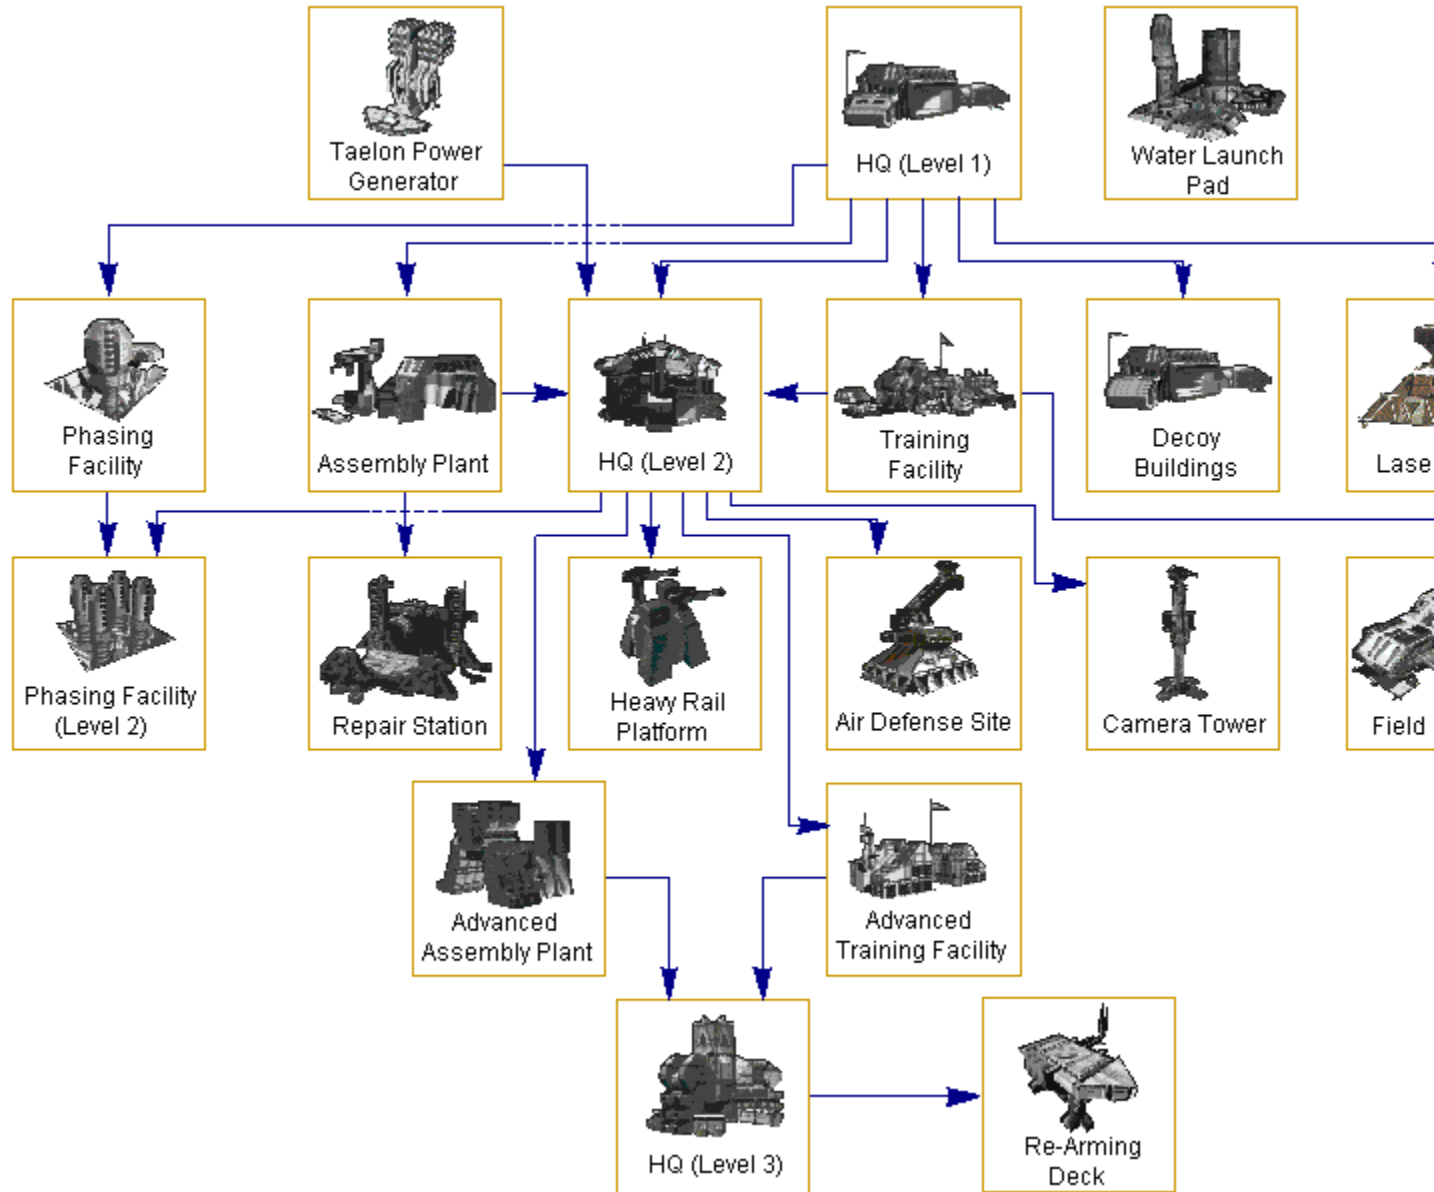 Taelon Power
Generator
HQ (Level 1)
Water Launch
Pad
Phasing
Facility
Assembly Plant
HQ (Level 2)
Training
Facility
Decoy
Buildings
Lase
Phasing Facility
(Level 2)
Repair Station
Heavy Rail
Platform
Air Defense Site
Camera Tower
Field
Advanced
Assembly Plant
Advanced
Training Facility
HQ (Level 3)
Re-Arming
Deck